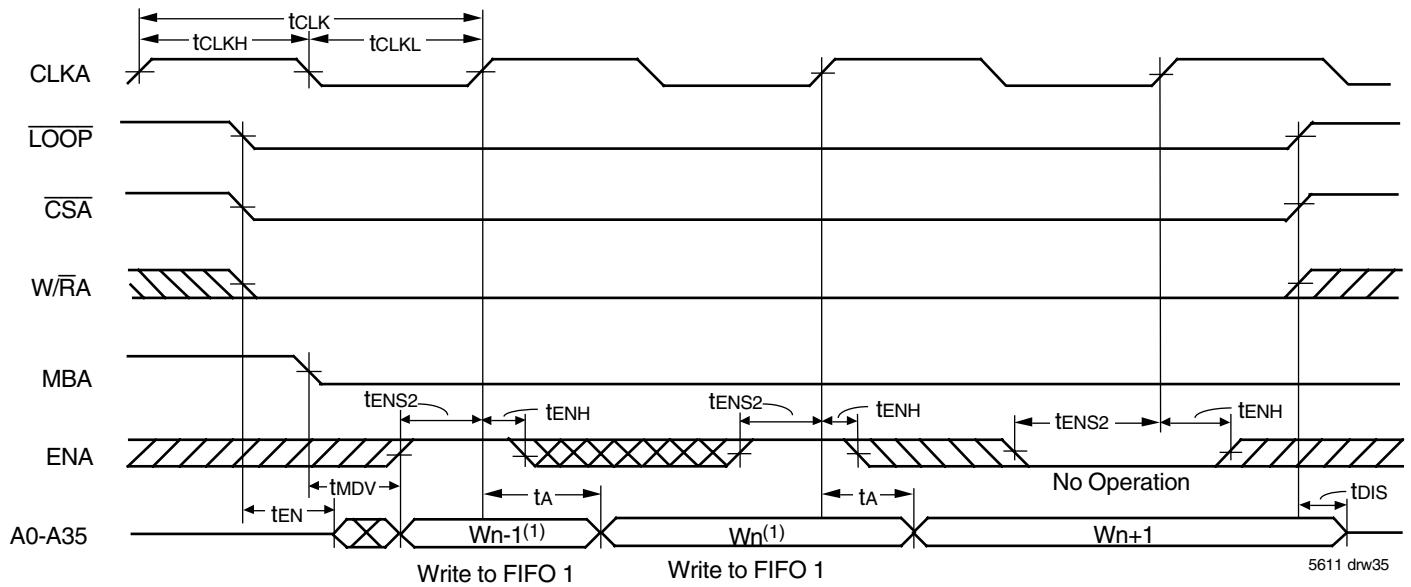 tCLK
tCLKH tCLKL
CLKA
LOOP
CSA
W/RA
MBA
tENS2 tENH tENS2 tENH tENS2 tENH
ENA
No Operation
tMDV tA tA tDIS
tEN
A0-A35 Wn-1(1) Wn(1) Wn+1
Write to FIFO 1 Write to FIFO 1 5611 drw35